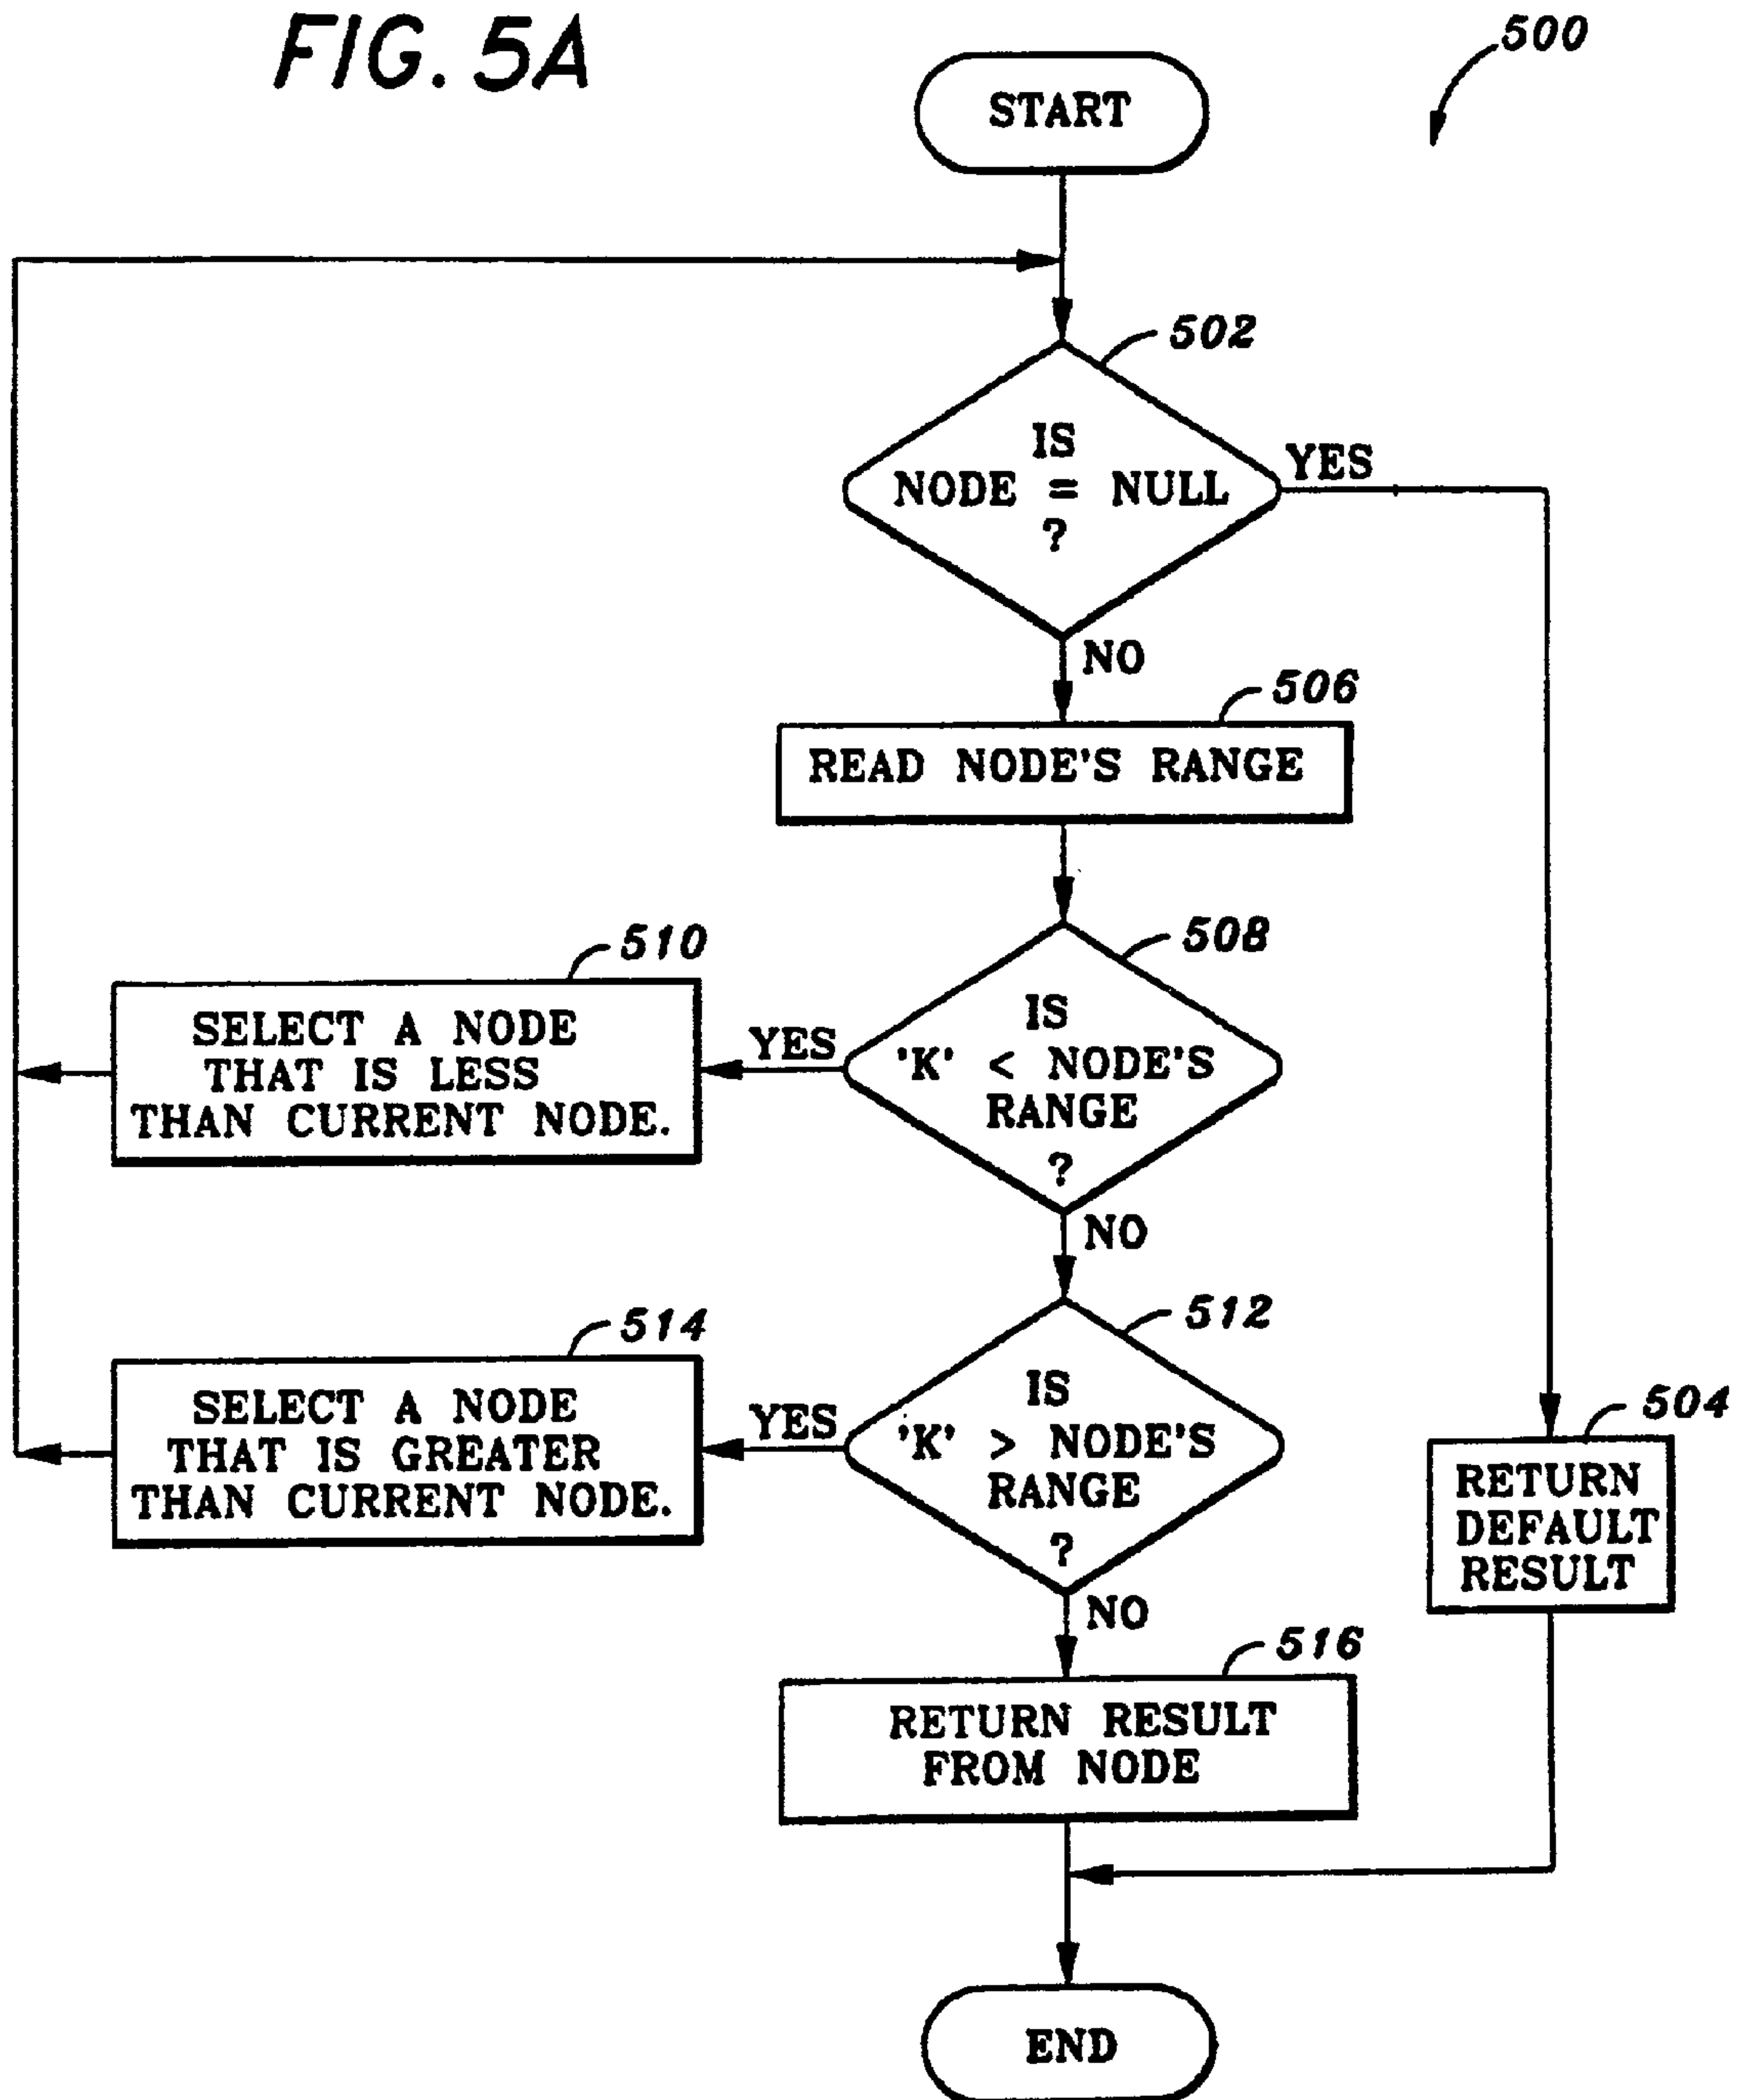 FIG. 5A
500
START
502
IS
NODE = NULL
?
YES
NO
506
READ NODE'S RANGE
508
IS
'K' < NODE'S
RANGE
?
YES
510
SELECT A NODE
THAT IS LESS
THAN CURRENT NODE.
NO
512
IS
'K' > NODE'S
RANGE
?
YES
514
SELECT A NODE
THAT IS GREATER
THAN CURRENT NODE.
504
RETURN
DEFAULT
RESULT
NO
516
RETURN RESULT
FROM NODE
END